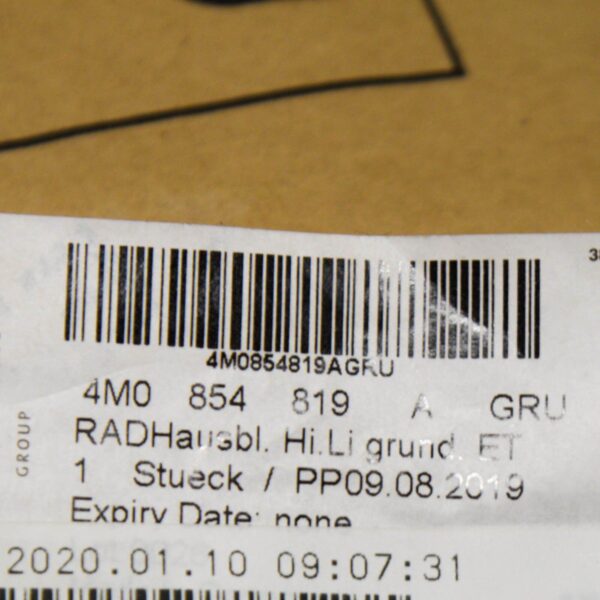 4M0854819AGRU
4M0 854 819 A GRU
RADHausbl. Hi.Li grund. ET
1 Stueck / PP09.08.2019
Expiry Date: none
2020.01.10 09:07:31
GROUP